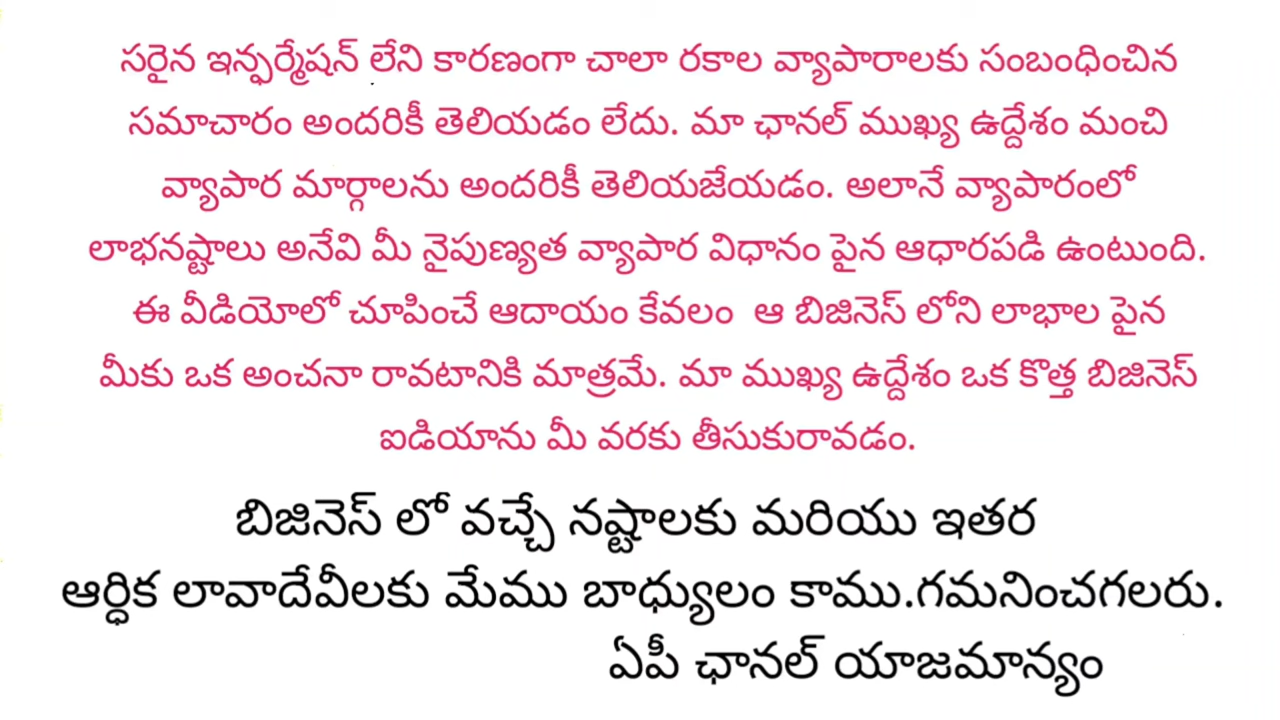 సరైన ఇన్ఫర్మేషన్ లేని కారణంగా చాలా రకాల వ్యాపారాలకు సంబంధించిన
సమాచారం అందరికీ తెలియడం లేదు. మా ఛానల్ ముఖ్య ఉద్దేశం మంచి
వ్యాపార మార్గాలను అందరికీ తెలియజేయడం. అలానే వ్యాపారంలో
లాభనష్టాలు అనేవి మీ నైపుణ్యత వ్యాపార విధానం పైన ఆధారపడి ఉంటుంది.
ఈ వీడియోలో చూపించే ఆదాయం కేవలం ఆ బిజినెస్ లోని లాభాల పైన
మీకు ఒక అంచనా రావటానికి మాత్రమే. మా ముఖ్య ఉద్దేశం ఒక కొత్త బిజినెస్
ఐడియాను మీ వరకు తీసుకురావడం.
బిజినెస్ లో వచ్చే నష్టాలకు మరియు ఇతర
ఆర్ధిక లావాదేవీలకు మేము బాధ్యులం కాము.గమనించగలరు.
ఏపీ ఛానల్ యాజమాన్యం